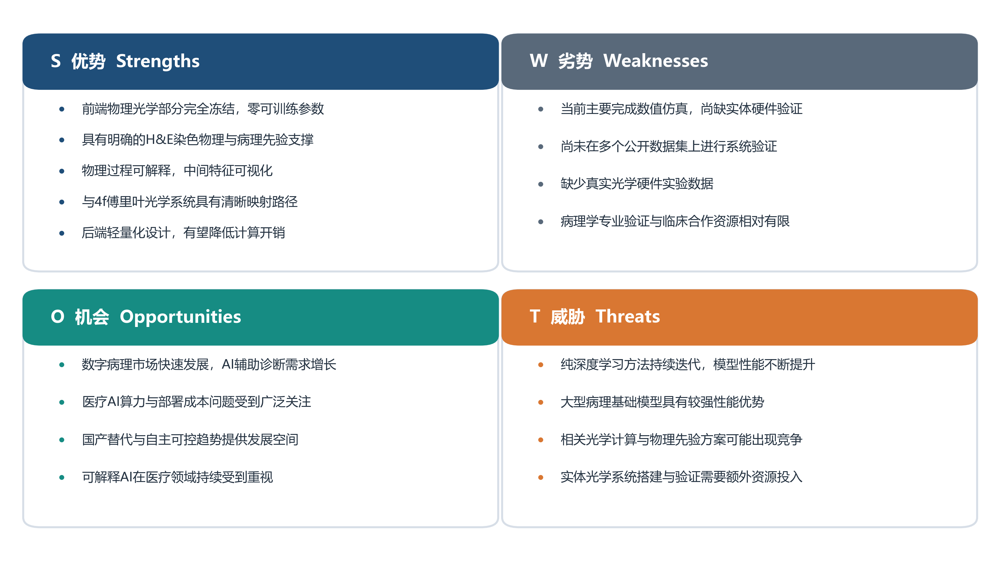 S 优势 Strengths
前端物理光学部分完全冻结，零可训练参数
具有明确的H&E染色物理与病理先验支撑
物理过程可解释，中间特征可视化
与4f傅里叶光学系统具有清晰映射路径
后端轻量化设计，有望降低计算开销
W 劣势 Weaknesses
当前主要完成数值仿真，尚缺实体硬件验证
尚未在多个公开数据集上进行系统验证
缺少真实光学硬件实验数据
病理学专业验证与临床合作资源相对有限
O 机会 Opportunities
数字病理市场快速发展，AI辅助诊断需求增长
医疗AI算力与部署成本问题受到广泛关注
国产替代与自主可控趋势提供发展空间
可解释AI在医疗领域持续受到重视
T 威胁 Threats
纯深度学习方法持续迭代，模型性能不断提升
大型病理基础模型具有较强性能优势
相关光学计算与物理先验方案可能出现竞争
实体光学系统搭建与验证需要额外资源投入